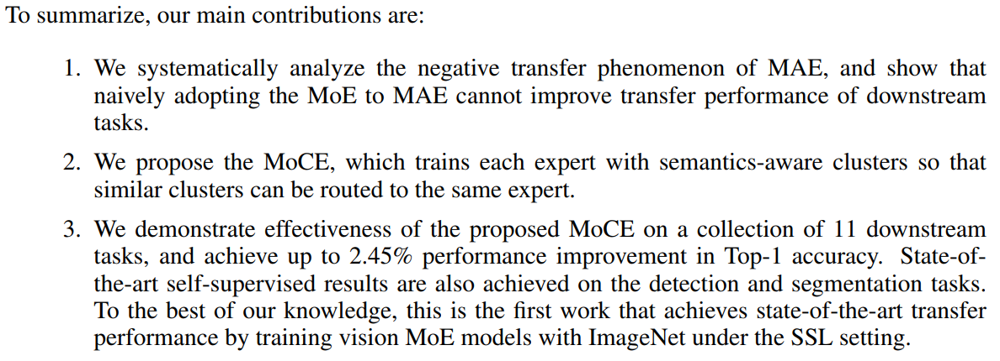 To summarize, our main contributions are:
1. We systematically analyze the negative transfer phenomenon of MAE, and show that
naively adopting the MoE to MAE cannot improve transfer performance of downstream
tasks.
2. We propose the MoCE, which trains each expert with semantics-aware clusters so that
similar clusters can be routed to the same expert.
3. We demonstrate effectiveness of the proposed MoCE on a collection of 11 downstream
tasks, and achieve up to 2.45% performance improvement in Top-1 accuracy. State-of-
the-art self-supervised results are also achieved on the detection and segmentation tasks.
To the best of our knowledge, this is the first work that achieves state-of-the-art transfer
performance by training vision MoE models with ImageNet under the SSL setting.